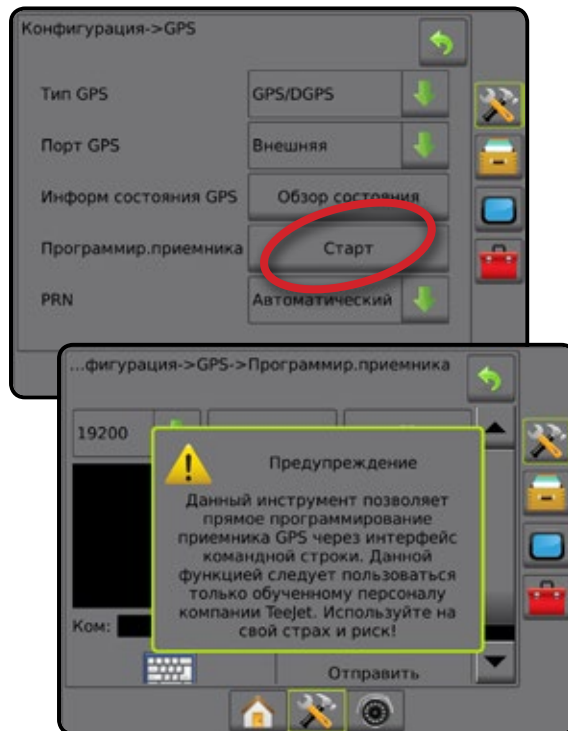 Конфигурация->GPS
Тип GPS
GPS/DGPS
Порт GPS
Внешняя
Информ состояния GPS
Обзор состояния
Программир.приемника
Старт
PRN
Автоматический
...фигурация->GPS->Программир.приемника
19200
Предупреждение
Данный инструмент позволяет
прямое программирование
приемника GPS через интерфейс
командной строки. Данной
функцией следует пользоваться
только обученному персоналу
компании TeeJet. Используйте на
свой страх и риск!
Ком:
Отправить